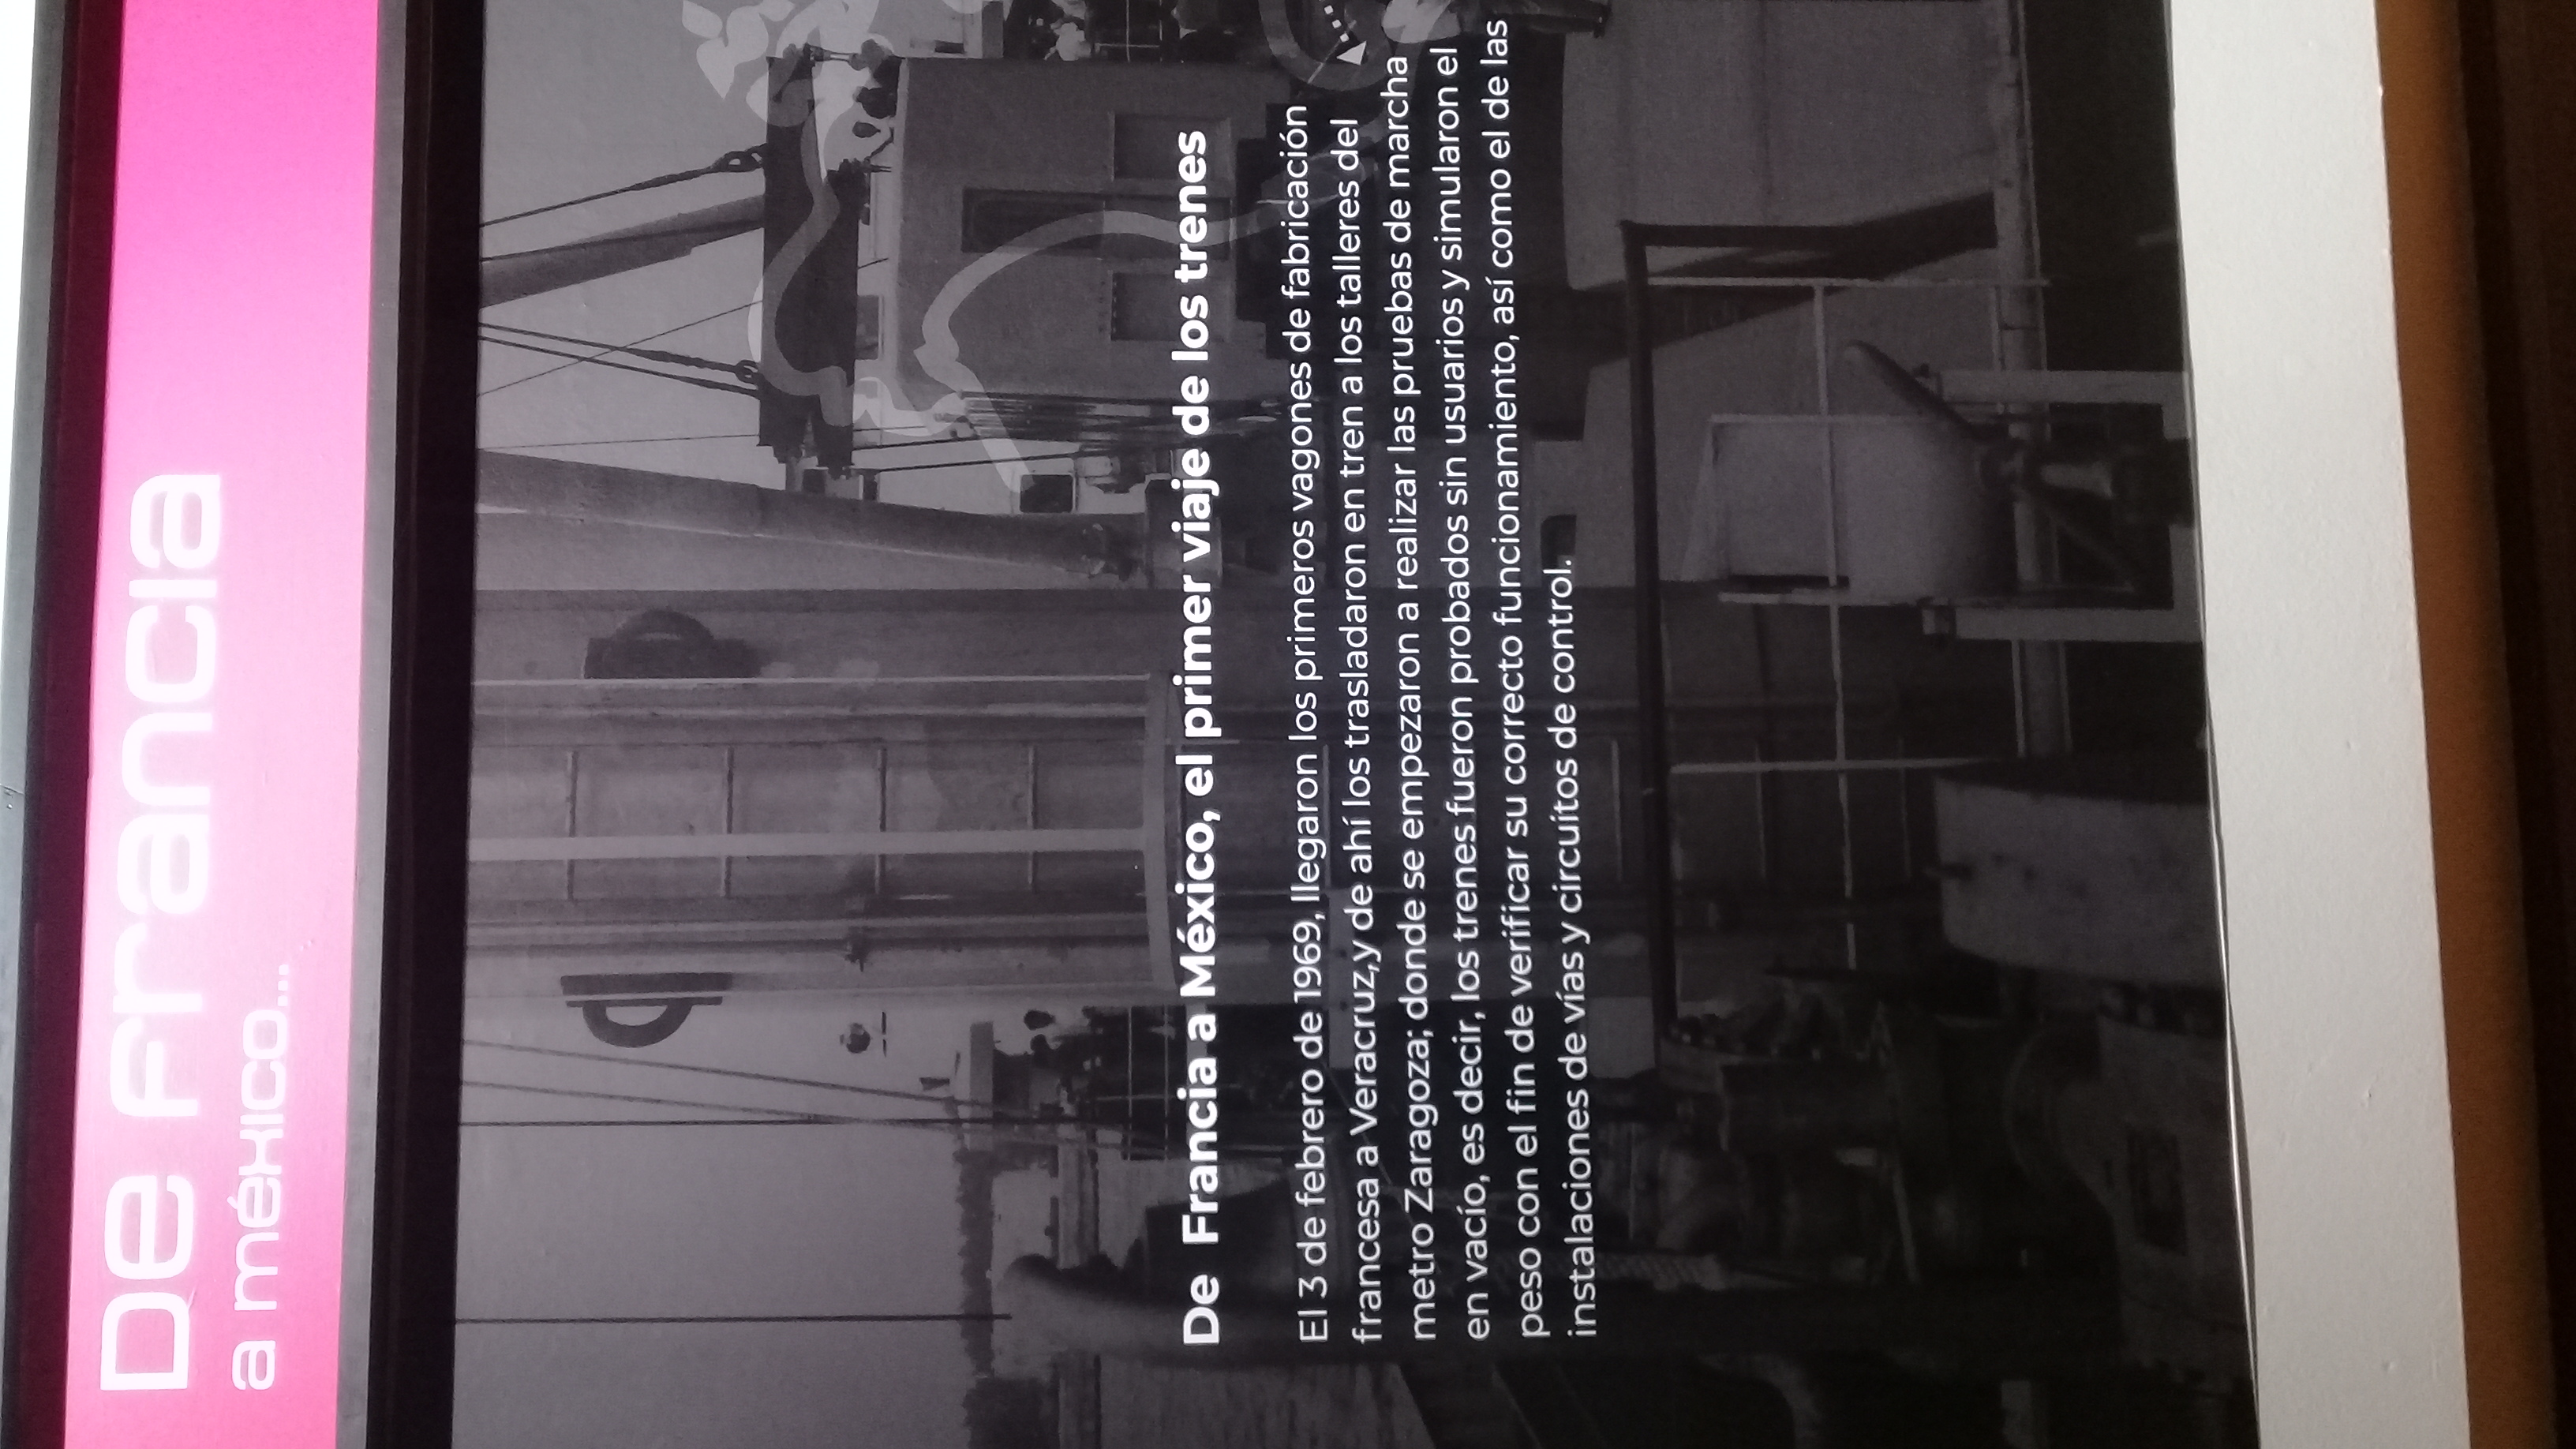 De Francia
a méxico...
De Francia a México, el primer viaje de los trenes
El 3 de febrero de 1969, llegaron los primeros vagones de fabricación
francesa a Veracruz,y de ahí los trasladaron en tren a los talleres del
metro Zaragoza; donde se empezaron a realizar las pruebas de marcha
en vacío, es decir, los trenes fueron probados sin usuarios y simularon el
peso con el fin de verificar su correcto funcionamiento, así como el de las
instalaciones de vías y circuitos de control.